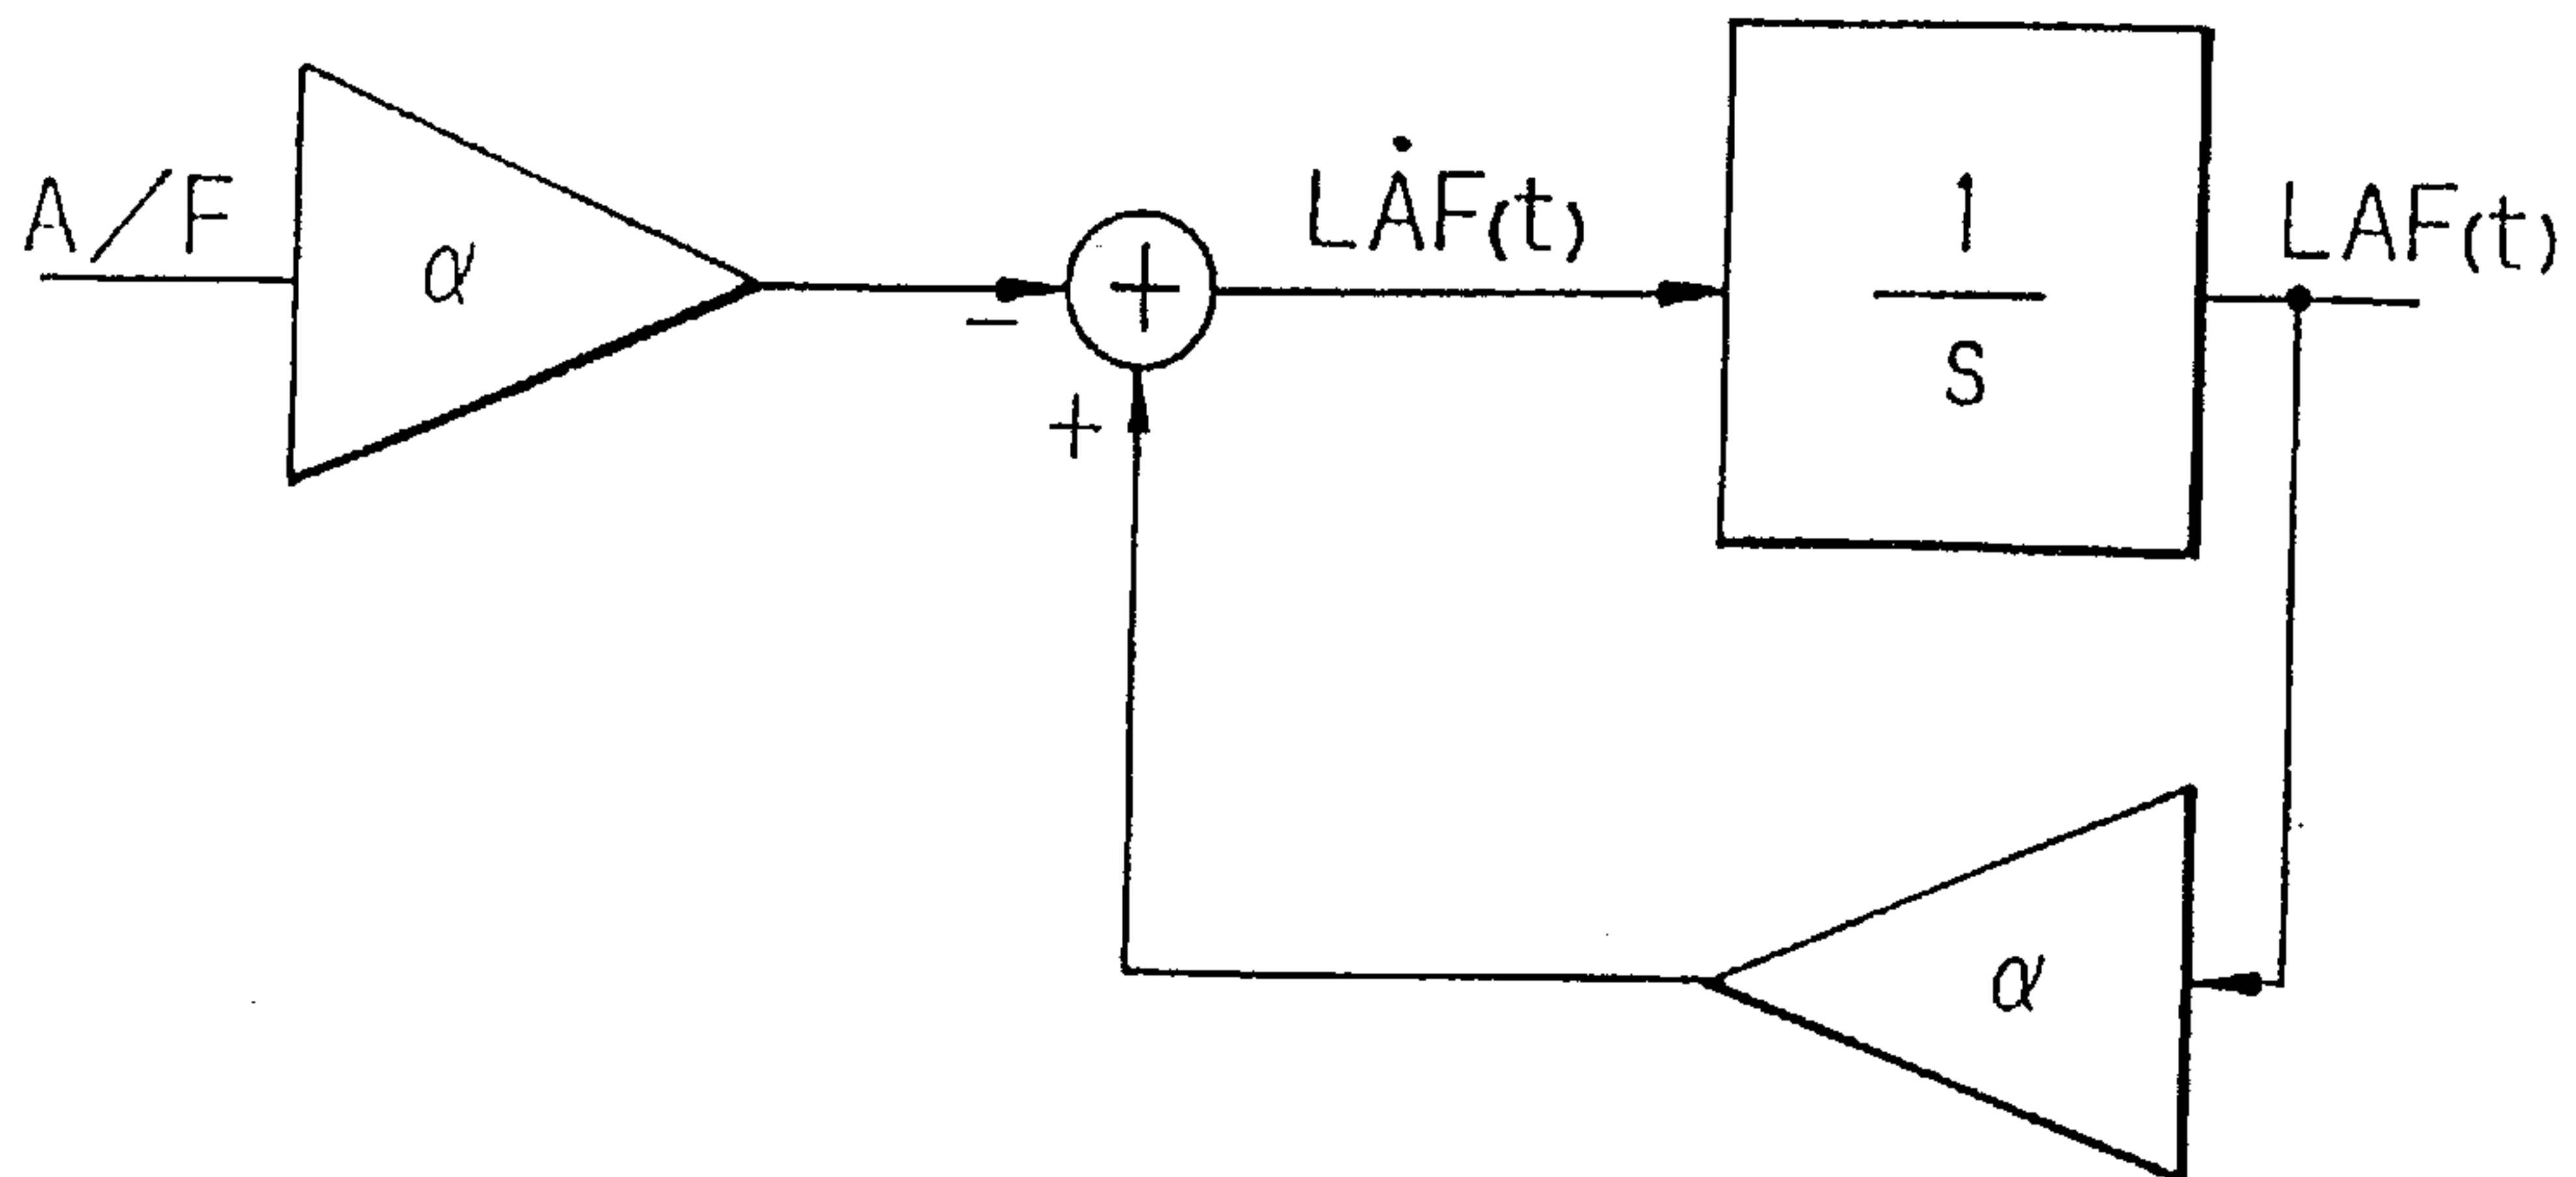 A/F
α
−
+
+
LȦF(t)
1
S
LAF(t)
α